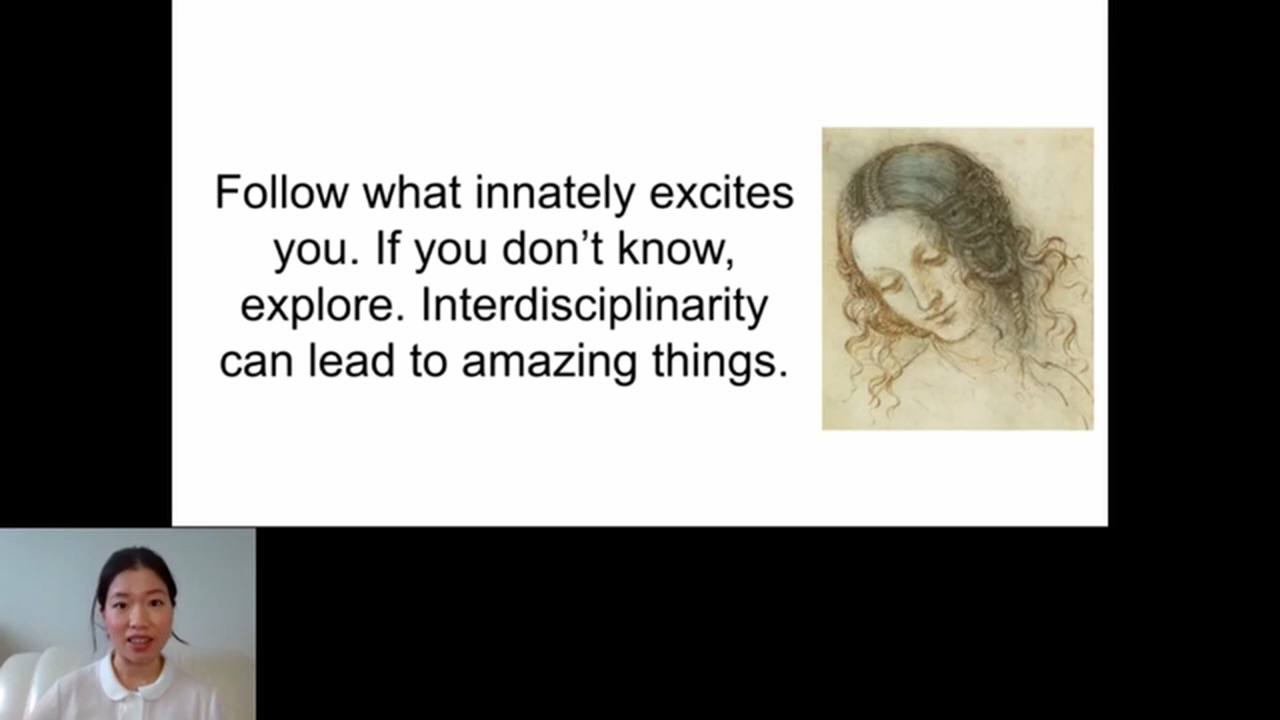 Follow what innately excites
you. If you don’t know,
explore. Interdisciplinarity
can lead to amazing things.